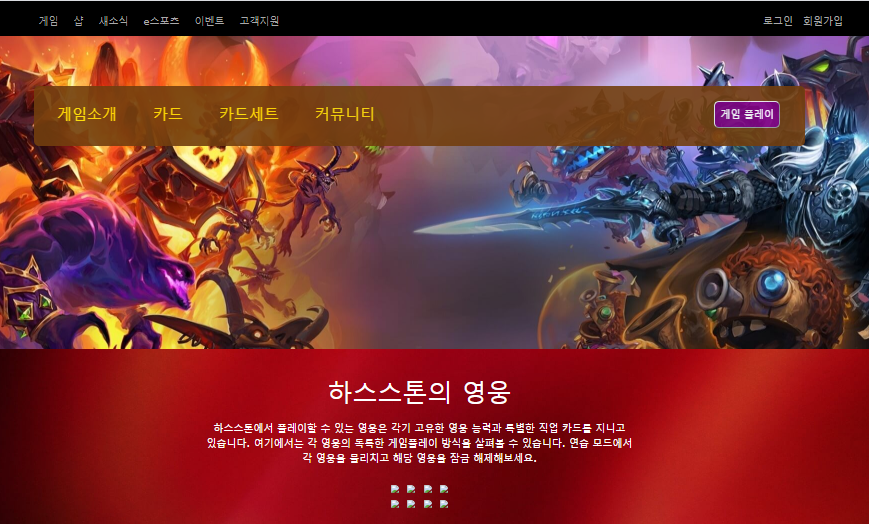 게임 샵 새소식 e스포츠 이벤트 고객지원 로그인 회원가입
게임소개 카드 카드세트 커뮤니티 게임 플레이
하스스톤의 영웅
하스스톤에서 플레이할 수 있는 영웅은 각기 고유한 영웅 능력과 특별한 직업 카드를 지니고
있습니다. 여기에서는 각 영웅의 독특한 게임플레이 방식을 살펴볼 수 있습니다. 연습 모드에서
각 영웅을 물리치고 해당 영웅을 잠금 해제해보세요.